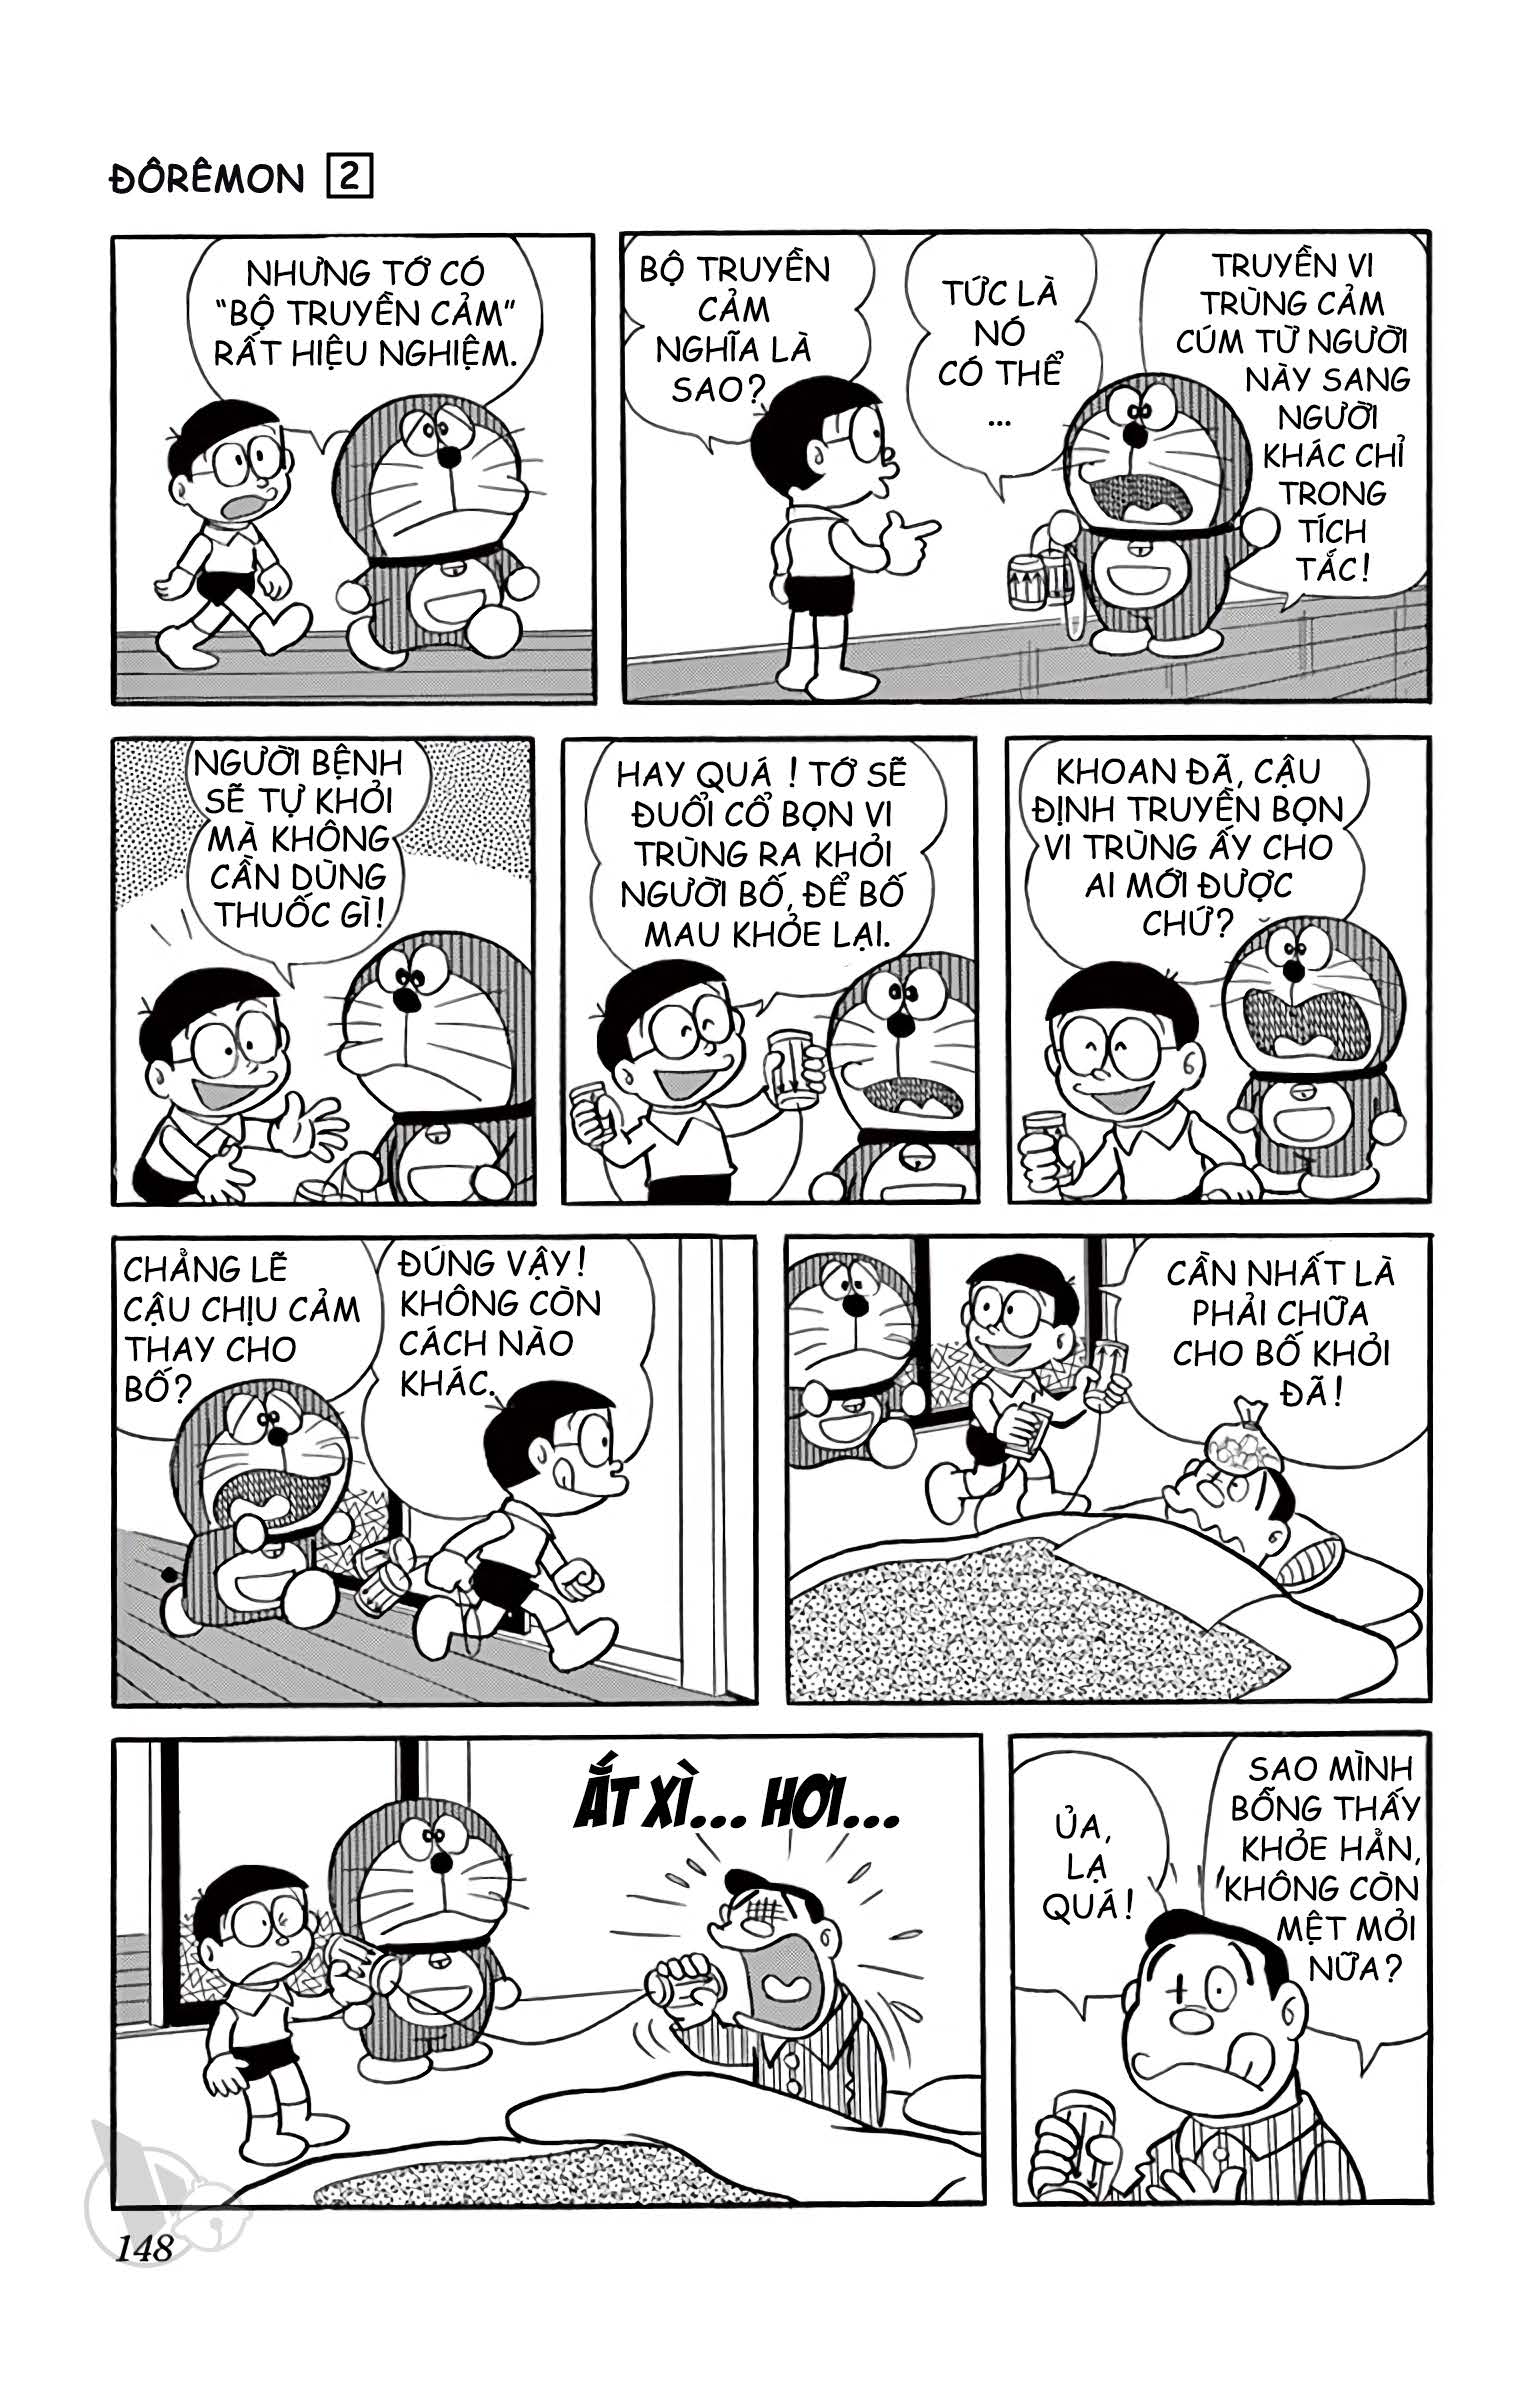 ĐÔRÊMON 2
NHƯNG TỚ CÓ
“BỘ TRUYỀN CẢM”
RẤT HIỆU NGHIỆM.
BỘ TRUYỀN
CẢM
NGHĨA LÀ
SAO?
TỨC LÀ
NÓ
CÓ THỂ
...
TRUYỀN VI
TRÙNG CẢM
CÚM TỪ NGƯỜI
NÀY SANG
NGƯỜI
KHÁC CHỈ
TRONG
TÍCH
TẮC!
NGƯỜI BỆNH
SẼ TỰ KHỎI
MÀ KHÔNG
CẦN DÙNG
THUỐC GÌ!
HAY QUÁ ! TỚ SẼ
ĐUỔI CỔ BỌN VI
TRÙNG RA KHỎI
NGƯỜI BỐ, ĐỂ BỐ
MAU KHỎE LẠI.
KHOAN ĐÃ, CẬU
ĐỊNH TRUYỀN BỌN
VI TRÙNG ẤY CHO
AI MỚI ĐƯỢC
CHỨ?
CHẲNG LẼ
CẬU CHỊU CẢM
THAY CHO
BỐ?
ĐÚNG VẬY!
KHÔNG CÒN
CÁCH NÀO
KHÁC.
CẦN NHẤT LÀ
PHẢI CHỮA
CHO BỐ KHỎI
ĐÃ!
ẮT XÌ... HƠI...
ỦA,
LẠ
QUÁ!
SAO MÌNH
BỖNG THẤY
KHỎE HẲN,
KHÔNG CÒN
MỆT MỎI
NỮA?
148